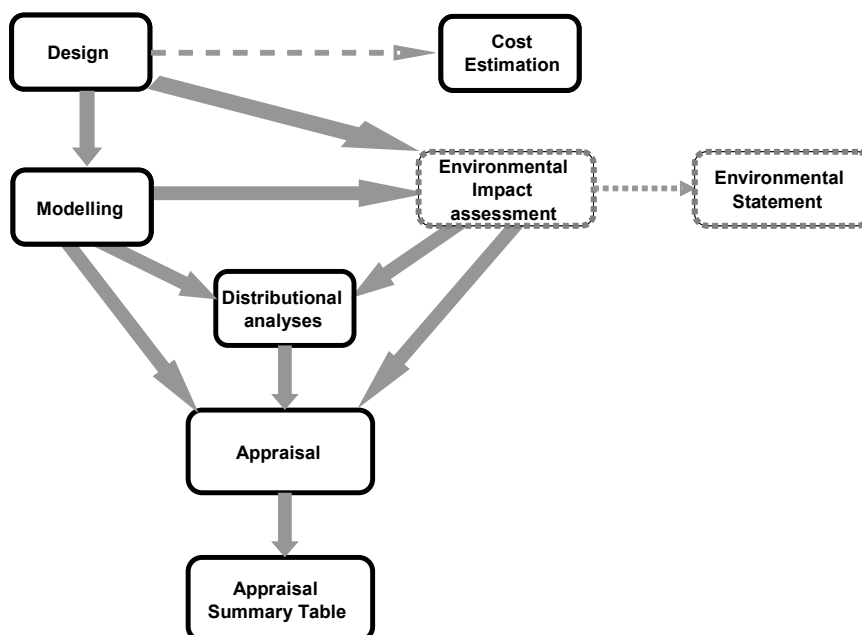 Design
Cost
Estimation
Modelling
Environmental
Impact
assessment
Environmental
Statement
Distributional
analyses
Appraisal
Appraisal
Summary Table